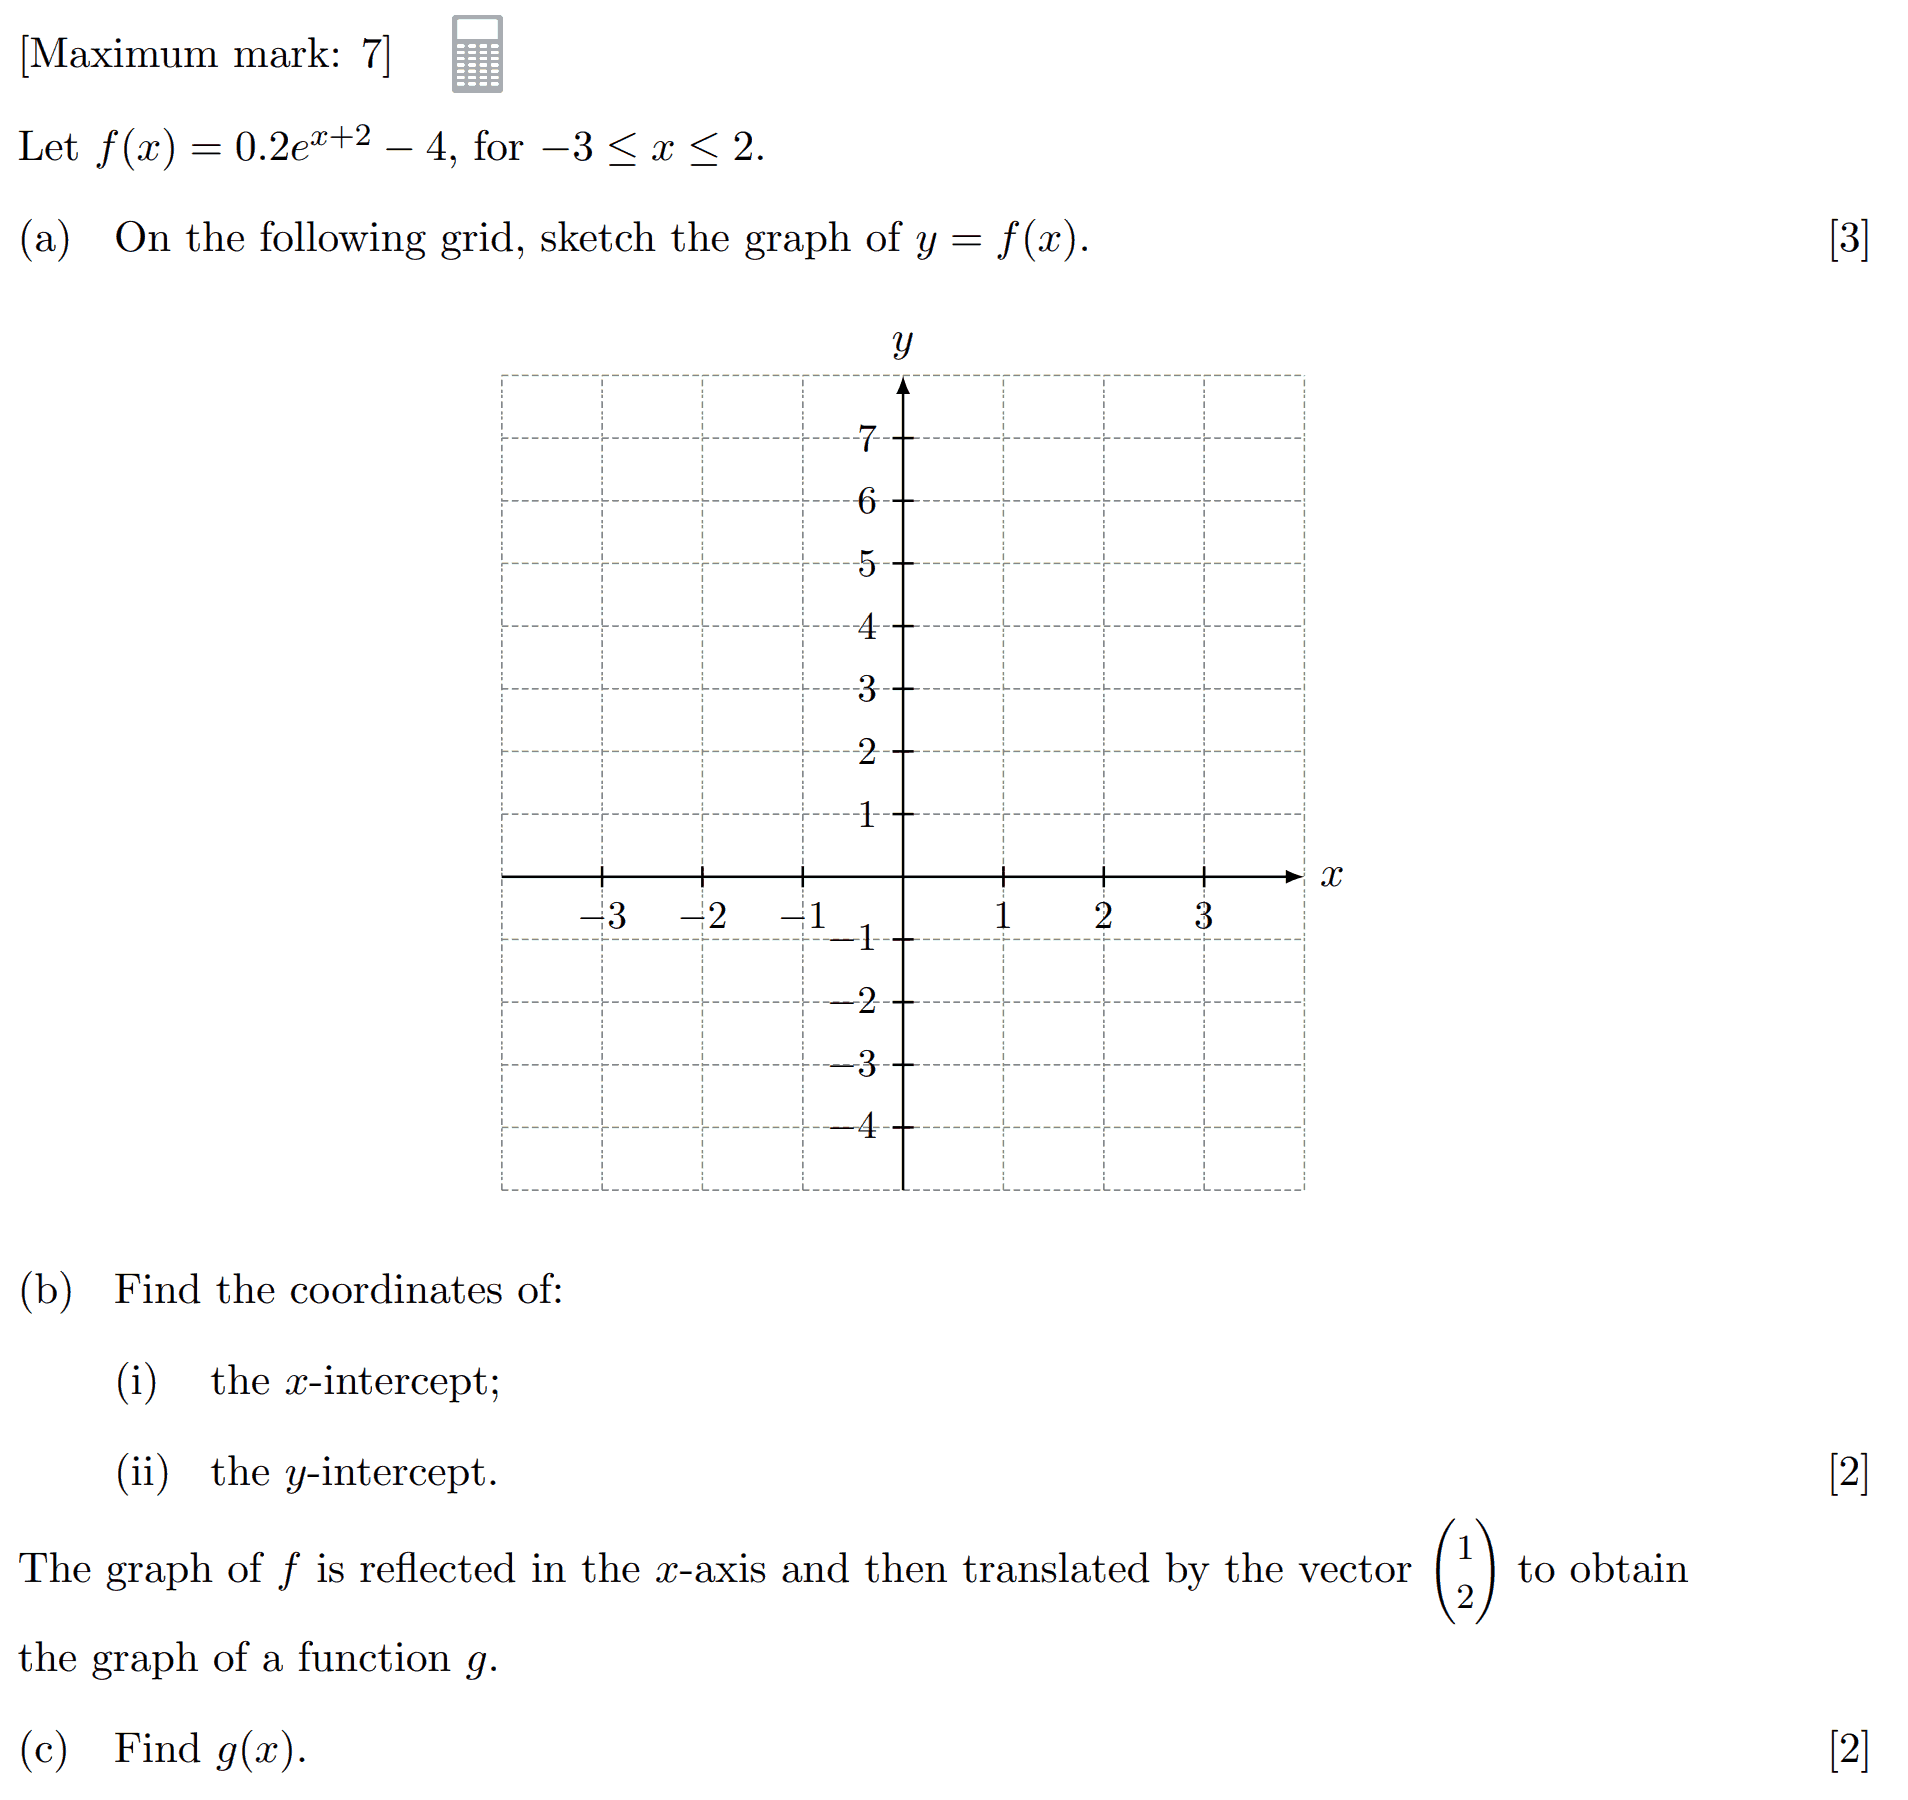 [Maximum mark: 7]
Let f(x) = 0.2e^{x+2} − 4, for −3 ≤ x ≤ 2.
(a) On the following grid, sketch the graph of y = f(x). [3]
y
7
6
5
4
3
2
1
x
−3 −2 −1 1 2 3
−1
−2
−3
−4
(b) Find the coordinates of:
(i) the x-intercept;
(ii) the y-intercept. [2]
The graph of f is reflected in the x-axis and then translated by the vector \begin{pmatrix} 1 \\ 2 \end{pmatrix} to obtain
the graph of a function g.
(c) Find g(x). [2]